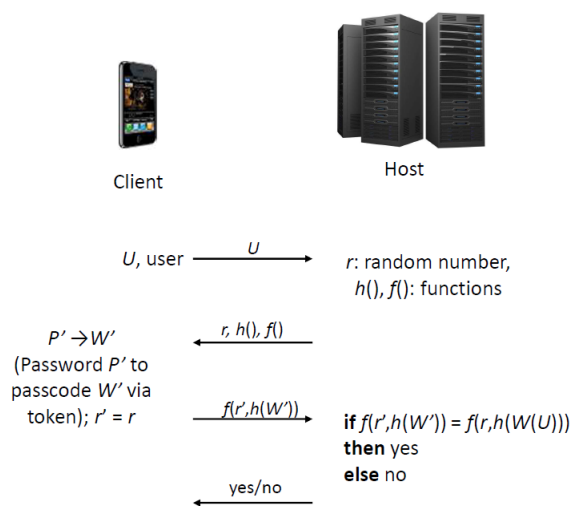 Client
Host
U, user
U
r: random number,
h(), f(): functions
r, h(), f()
P' →W'
(Password P' to
passcode W' via
token); r' = r
f(r',h(W'))
if f(r',h(W')) = f(r,h(W(U)))
then yes
else no
yes/no